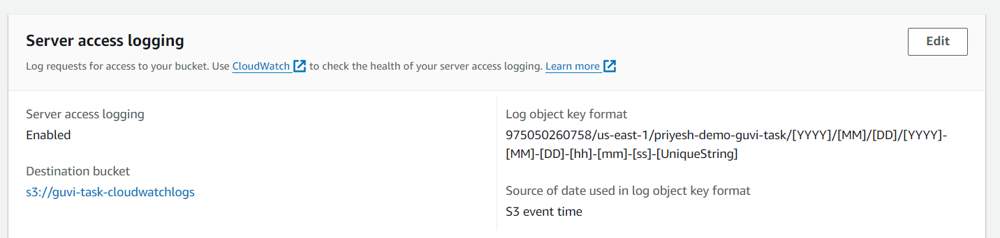 Server access logging
Edit
Log requests for access to your bucket. Use CloudWatch to check the health of your server access logging. Learn more
Server access logging
Enabled
Destination bucket
s3://guvi-task-cloudwatchlogs
Log object key format
975050260758/us-east-1/priyesh-demo-guvi-task/[YYYY]/[MM]/[DD]/[YYYY]-
[MM]-[DD]-[hh]-[mm]-[ss]-[UniqueString]
Source of date used in log object key format
S3 event time